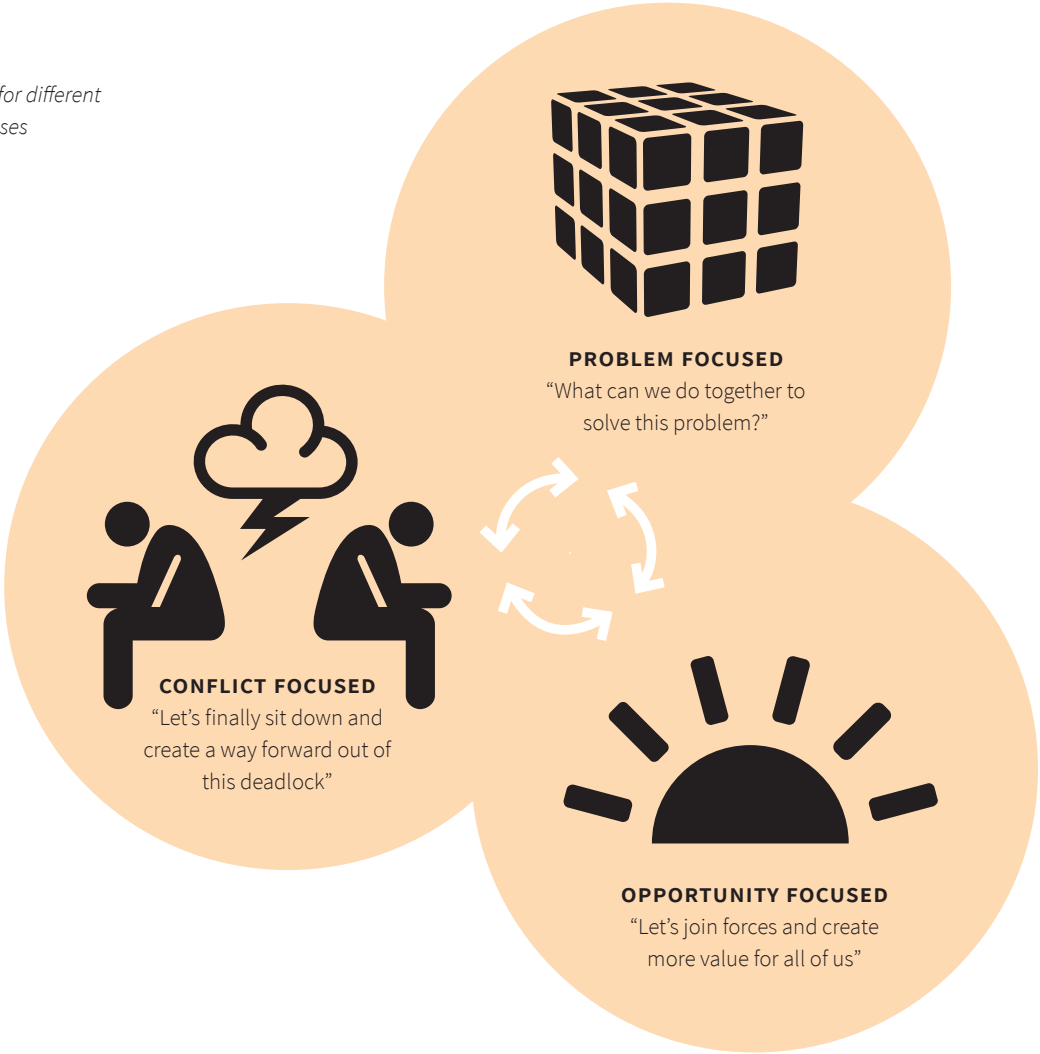 for different
ses
PROBLEM FOCUSED
“What can we do together to
solve this problem?”
CONFLICT FOCUSED
“Let’s finally sit down and
create a way forward out of
this deadlock”
OPPORTUNITY FOCUSED
“Let’s join forces and create
more value for all of us”